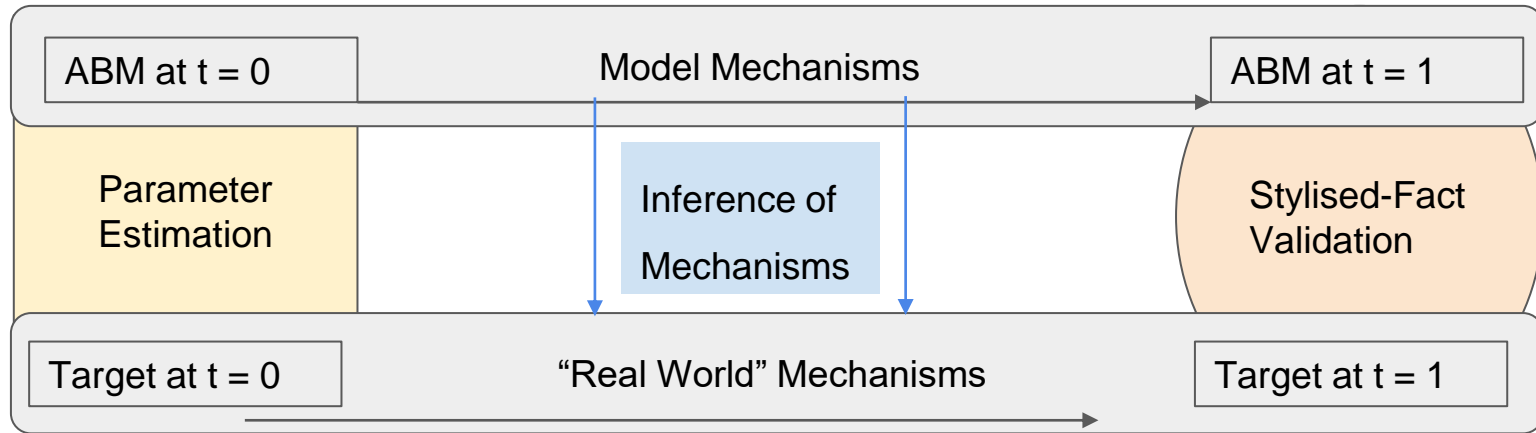 ABM at t = 0
Model Mechanisms
ABM at t = 1
Parameter
Estimation
Inference of
Mechanisms
Stylised-Fact
Validation
Target at t = 0
“Real World” Mechanisms
Target at t = 1